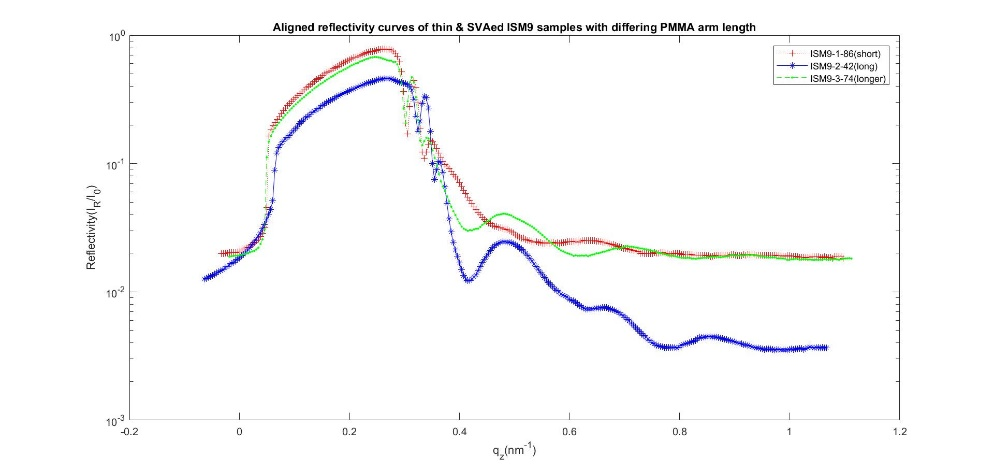 Aligned reflectivity curves of thin & SVAed ISM9 samples with differing PMMA arm length
10^0
10^-1
10^-2
10^-3
Reflectivity(I_R/I_0)
ISM9-1-86(short)
ISM9-2-42(long)
ISM9-3-74(longer)
-0.2 0 0.2 0.4 0.6 0.8 1 1.2
q_z(nm^-1)